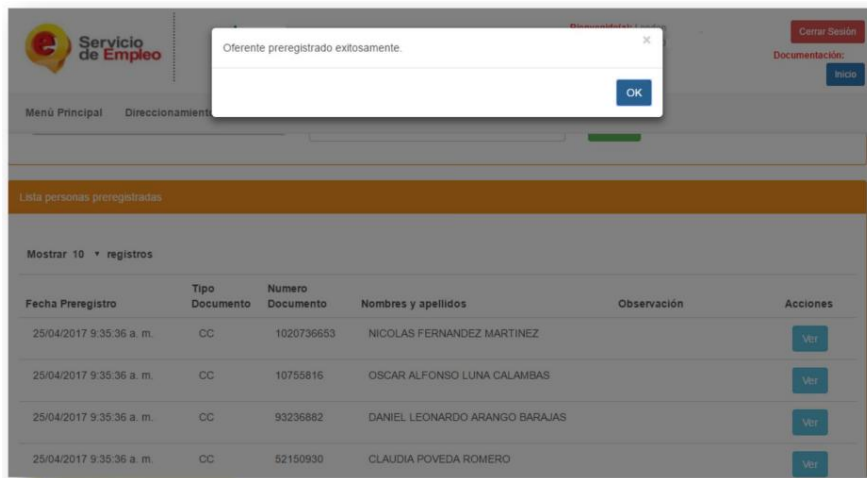 Servicio
de Empleo
Oferente preregistrado exitosamente.
×
OK
Cerrar Sesión
Documentación:
Inicio
Menú Principal Direccionamiento
Lista personas preregistradas
Mostrar 10 registros
Fecha Preregistro Tipo Documento Numero Documento Nombres y apellidos Observación Acciones
25/04/2017 9:35:36 a. m. CC 1020736653 NICOLAS FERNANDEZ MARTINEZ Ver
25/04/2017 9:35:36 a. m. CC 10755816 OSCAR ALFONSO LUNA CALAMBAS Ver
25/04/2017 9:35:36 a. m. CC 93236882 DANIEL LEONARDO ARANGO BARAJAS Ver
25/04/2017 9:35:36 a. m. CC 52150930 CLAUDIA POVEDA ROMERO Ver